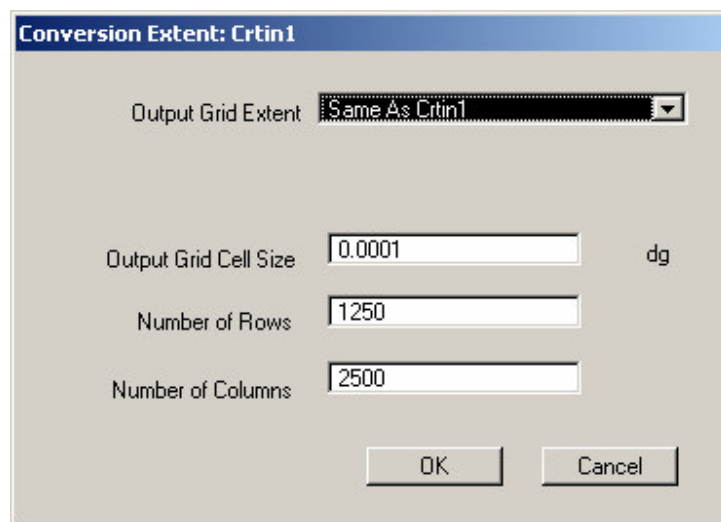 Conversion Extent: Crtin1
Output Grid Extent Same As Crtin1
Output Grid Cell Size 0.0001 dg
Number of Rows 1250
Number of Columns 2500
OK Cancel